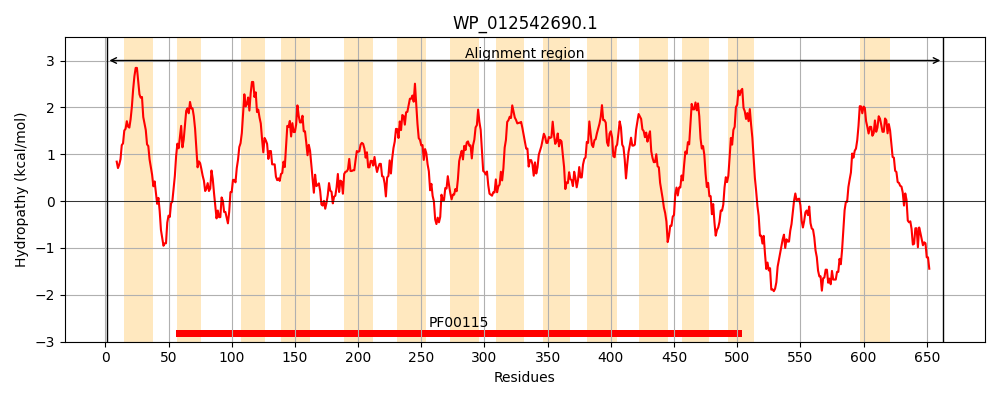 WP_012542690.1
Alignment region
3
2
1
0
−1
−2
−3
Hydropathy (kcal/mol)
PF00115
0 50 100 150 200 250 300 350 400 450 500 550 600 650
Residues